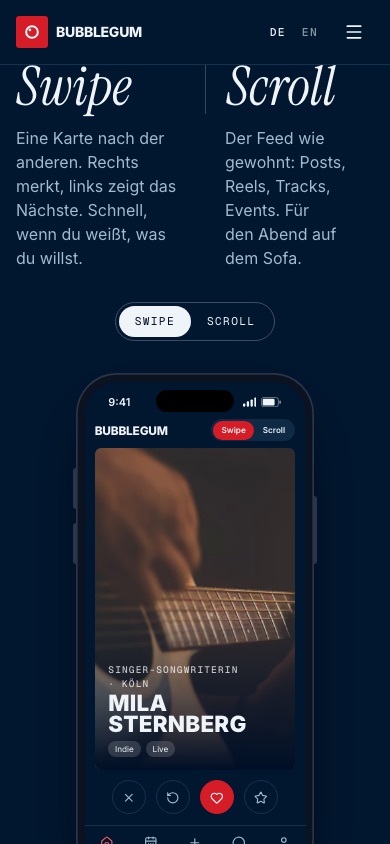 BUBBLEGUM
DE EN
Swipe
Eine Karte nach der
anderen. Rechts
merkt, links zeigt das
Nächste. Schnell,
wenn du weißt, was
du willst.
Scroll
Der Feed wie
gewohnt: Posts,
Reels, Tracks,
Events. Für
den Abend auf
dem Sofa.
SWIPE SCROLL
9:41
BUBBLEGUM Swipe Scroll
SINGER-SONGWRITERIN
· KÖLN
MILA
STERNBERG
Indie Live